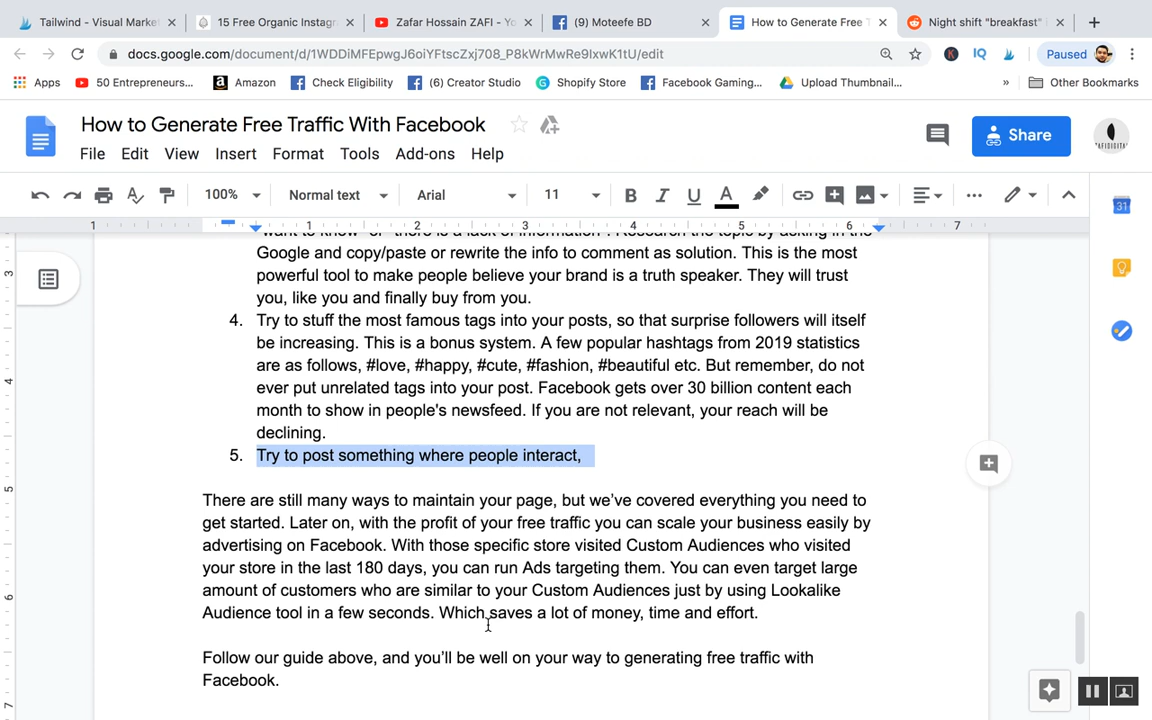 Tailwind - Visual Marke
15 Free Organic Instag
Zafar Hossain ZAFI - Yo
(9) Moteefe BD
How to Generate Free T
Night shift "breakfast"
docs.google.com/document/d/1WDDiMFEpwgJ6oiYFtscZxj708_P8kWrMwRe9IxwK1tU/edit
IQ
Paused
Apps
50 Entrepreneurs...
Amazon
Check Eligibility
(6) Creator Studio
Shopify Store
Facebook Gaming...
Upload Thumbnail...
»
Other Bookmarks
How to Generate Free Traffic With Facebook
File Edit View Insert Format Tools Add-ons Help
Share
100% Normal text Arial 11 B I U A
31
1 1 2 3 4 5 6 7
"want to know" or "there is a lack of information". Research the topic by asking in the
Google and copy/paste or rewrite the info to comment as solution. This is the most
powerful tool to make people believe your brand is a truth speaker. They will trust
you, like you and finally buy from you.
4. Try to stuff the most famous tags into your posts, so that surprise followers will itself
be increasing. This is a bonus system. A few popular hashtags from 2019 statistics
are as follows, #love, #happy, #cute, #fashion, #beautiful etc. But remember, do not
ever put unrelated tags into your post. Facebook gets over 30 billion content each
month to show in people's newsfeed. If you are not relevant, your reach will be
declining.
5. Try to post something where people interact,
There are still many ways to maintain your page, but we've covered everything you need to
get started. Later on, with the profit of your free traffic you can scale your business easily by
advertising on Facebook. With those specific store visited Custom Audiences who visited
your store in the last 180 days, you can run Ads targeting them. You can even target large
amount of customers who are similar to your Custom Audiences just by using Lookalike
Audience tool in a few seconds. Which saves a lot of money, time and effort.
Follow our guide above, and you'll be well on your way to generating free traffic with
Facebook.
3
4
5
6
7